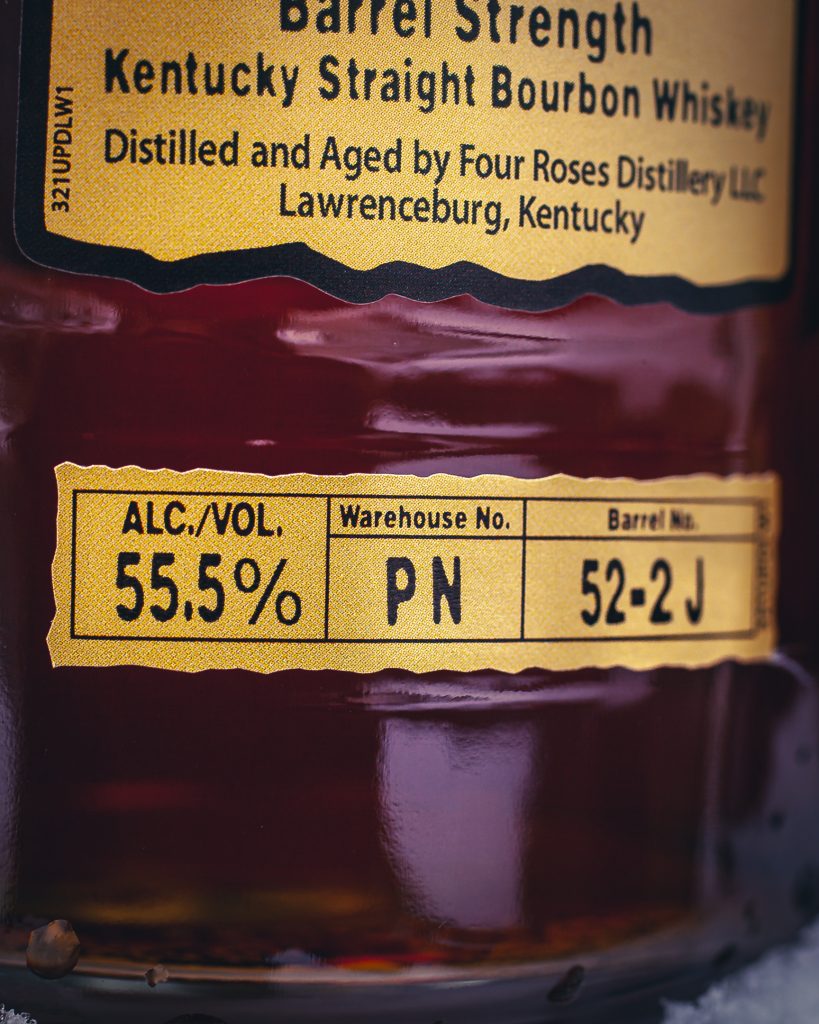 Barrel Strength
Kentucky Straight Bourbon Whiskey
Distilled and Aged by Four Roses Distillery LLC
Lawrenceburg, Kentucky
321UPDLW1
ALC./VOL.
55.5%
Warehouse No.
PN
Barrel No.
52-2J